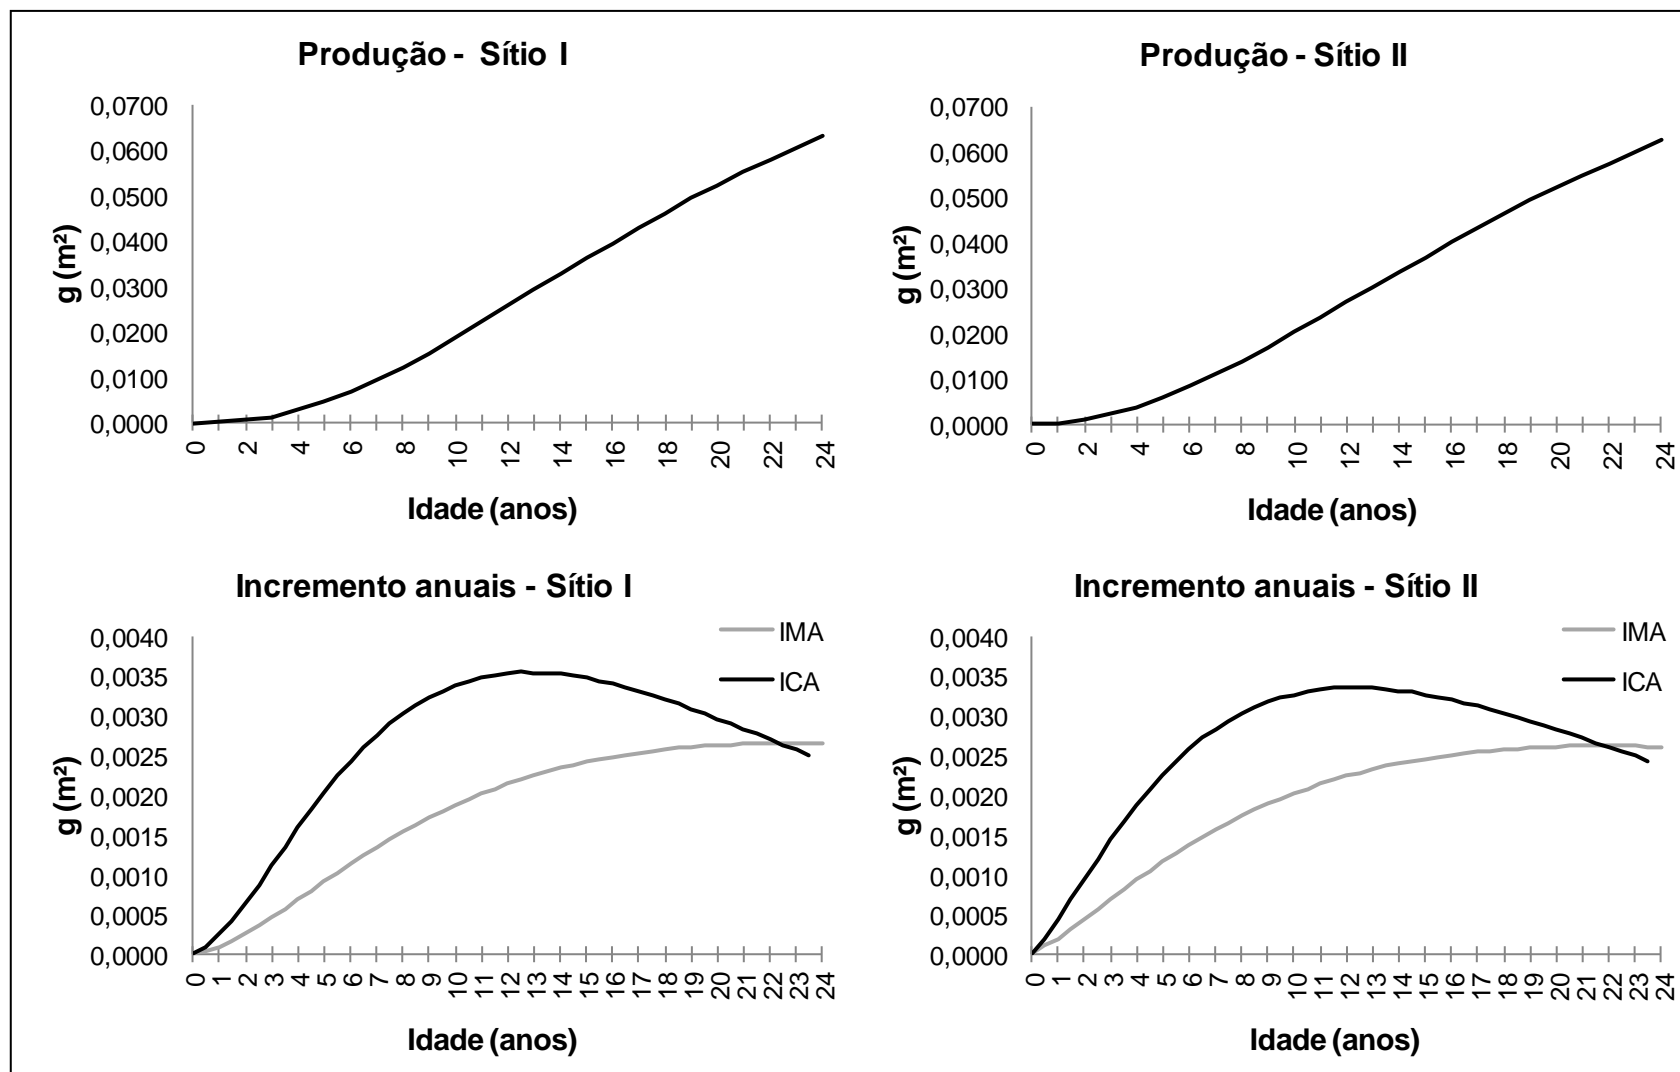 Produção - Sítio I
0,0700
0,0600
0,0500
0,0400
0,0300
0,0200
0,0100
0,0000
g (m²)
0 2 4 6 8 10 12 14 16 18 20 22 24
Idade (anos)
Produção - Sítio II
0,0700
0,0600
0,0500
0,0400
0,0300
0,0200
0,0100
0,0000
g (m²)
0 2 4 6 8 10 12 14 16 18 20 22 24
Idade (anos)
Incremento anuais - Sítio I
0,0040
0,0035
0,0030
0,0025
0,0020
0,0015
0,0010
0,0005
0,0000
g (m²)
IMA
ICA
0 1 2 3 4 5 6 7 8 9 10 11 12 13 14 15 16 17 18 19 20 21 22 23 24
Idade (anos)
Incremento anuais - Sítio II
0,0040
0,0035
0,0030
0,0025
0,0020
0,0015
0,0010
0,0005
0,0000
g (m²)
IMA
ICA
0 1 2 3 4 5 6 7 8 9 10 11 12 13 14 15 16 17 18 19 20 21 22 23 24
Idade (anos)